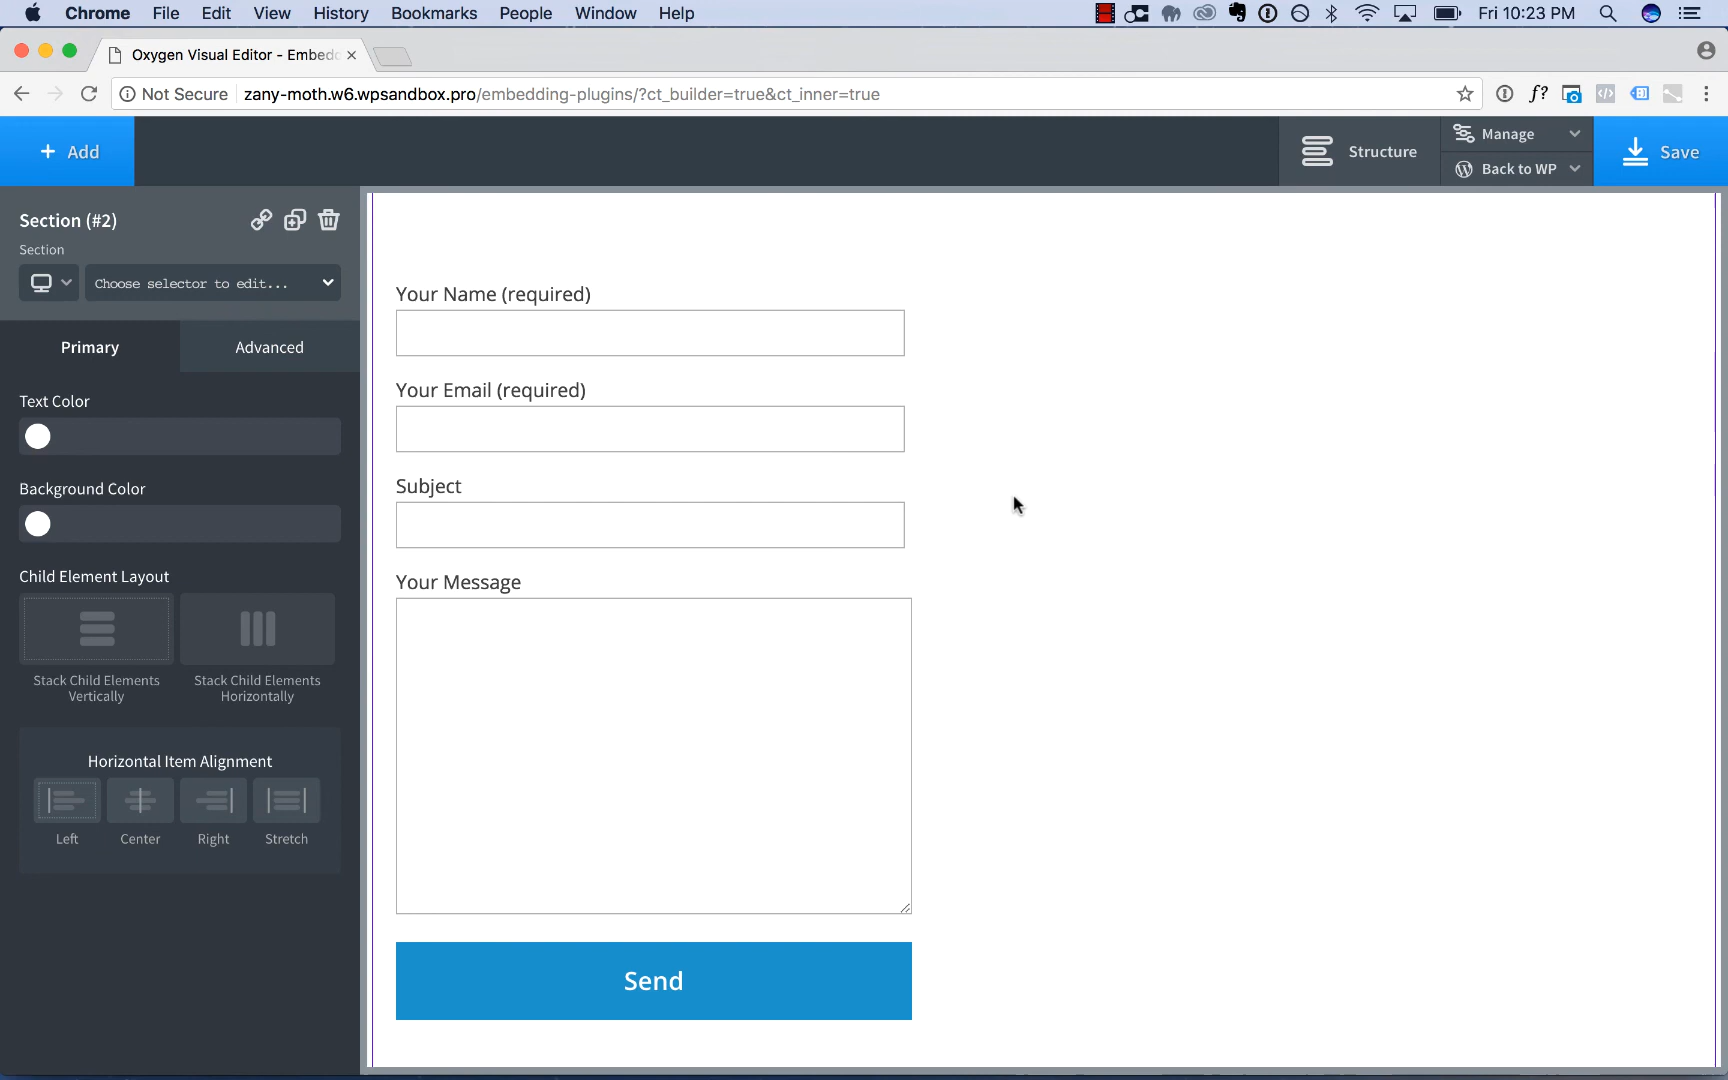 Chrome File Edit View History Bookmarks People Window Help Fri 10:23 PM
Oxygen Visual Editor - Embed
Not Secure zany-moth.w6.wpsandbox.pro/embedding-plugins/?ct_builder=true&ct_inner=true
+ Add
Structure
Manage
Back to WP
Save
Section (#2)
Section
Choose selector to edit...
Primary Advanced
Text Color
Background Color
Child Element Layout
Stack Child Elements Vertically
Stack Child Elements Horizontally
Horizontal Item Alignment
Left Center Right Stretch
Your Name (required)
Your Email (required)
Subject
Your Message
Send